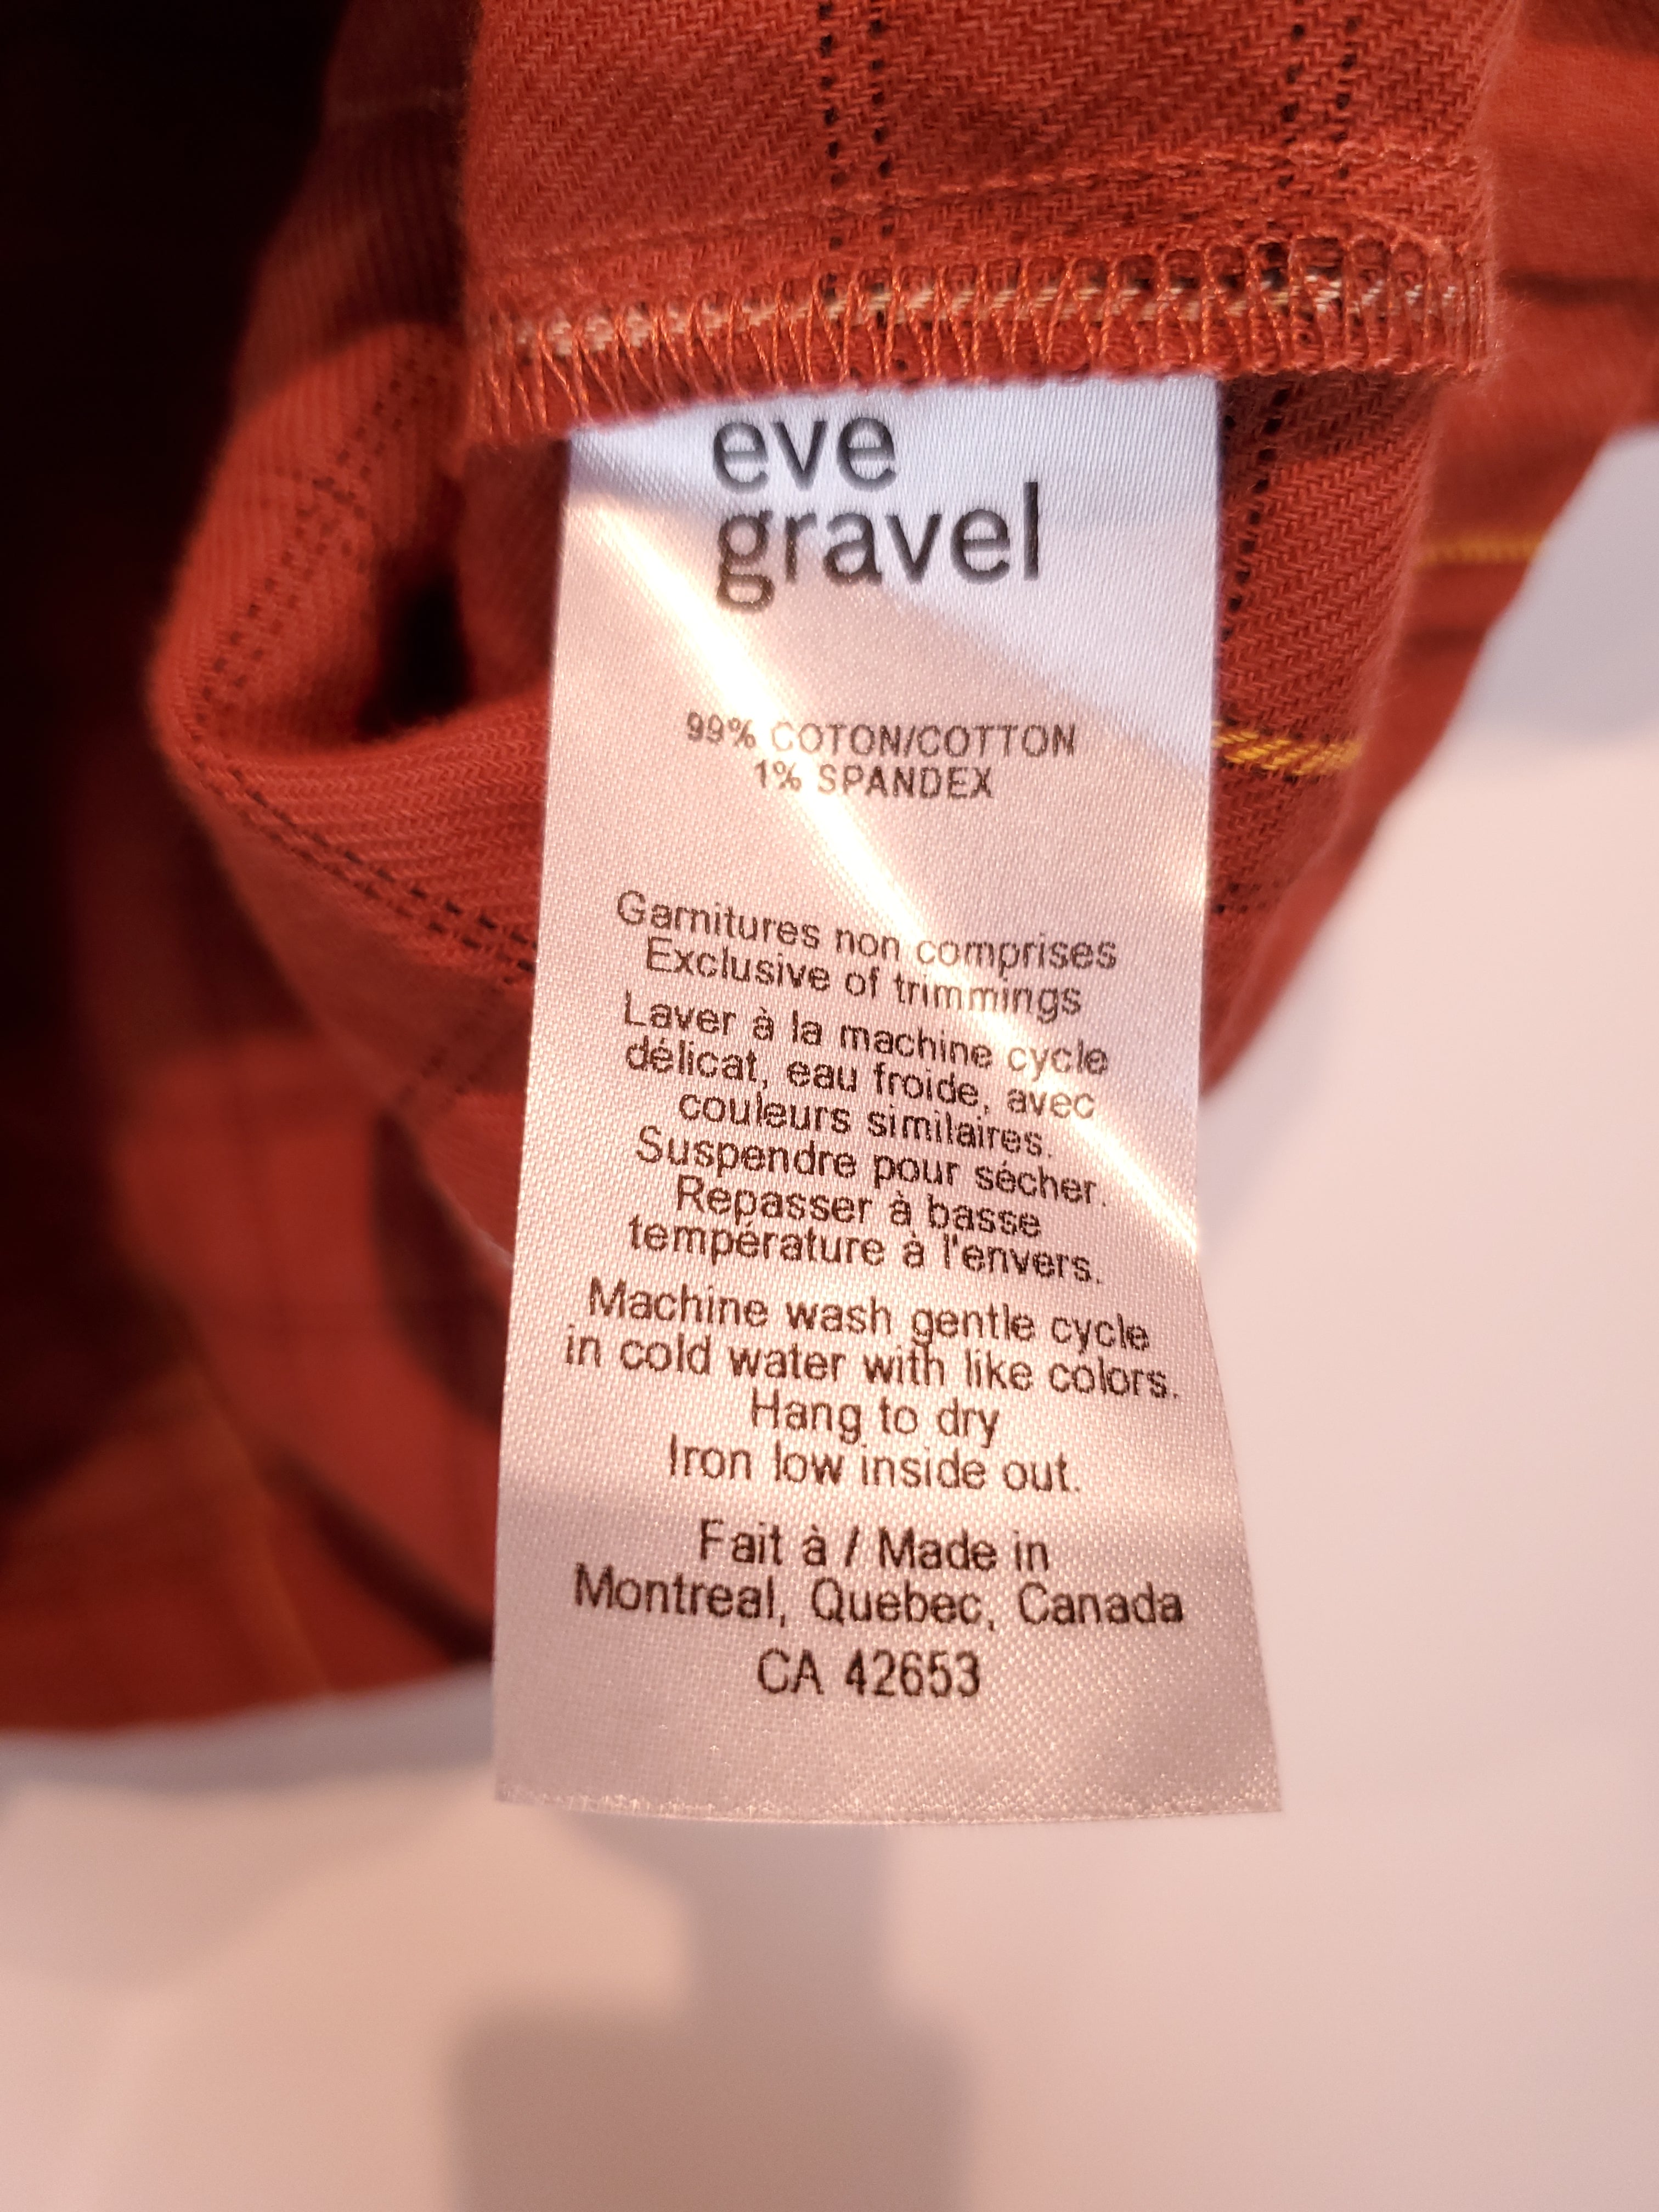 eve
gravel
99% COTON/COTTON
1% SPANDEX
Garnitures non comprises
Exclusive of trimmings
Laver à la machine cycle
délicat, eau froide, avec
couleurs similaires.
Suspendre pour sécher.
Repasser à basse
température à l'envers.
Machine wash gentle cycle
in cold water with like colors.
Hang to dry
Iron low inside out.
Fait à / Made in
Montreal, Quebec, Canada
CA 42653